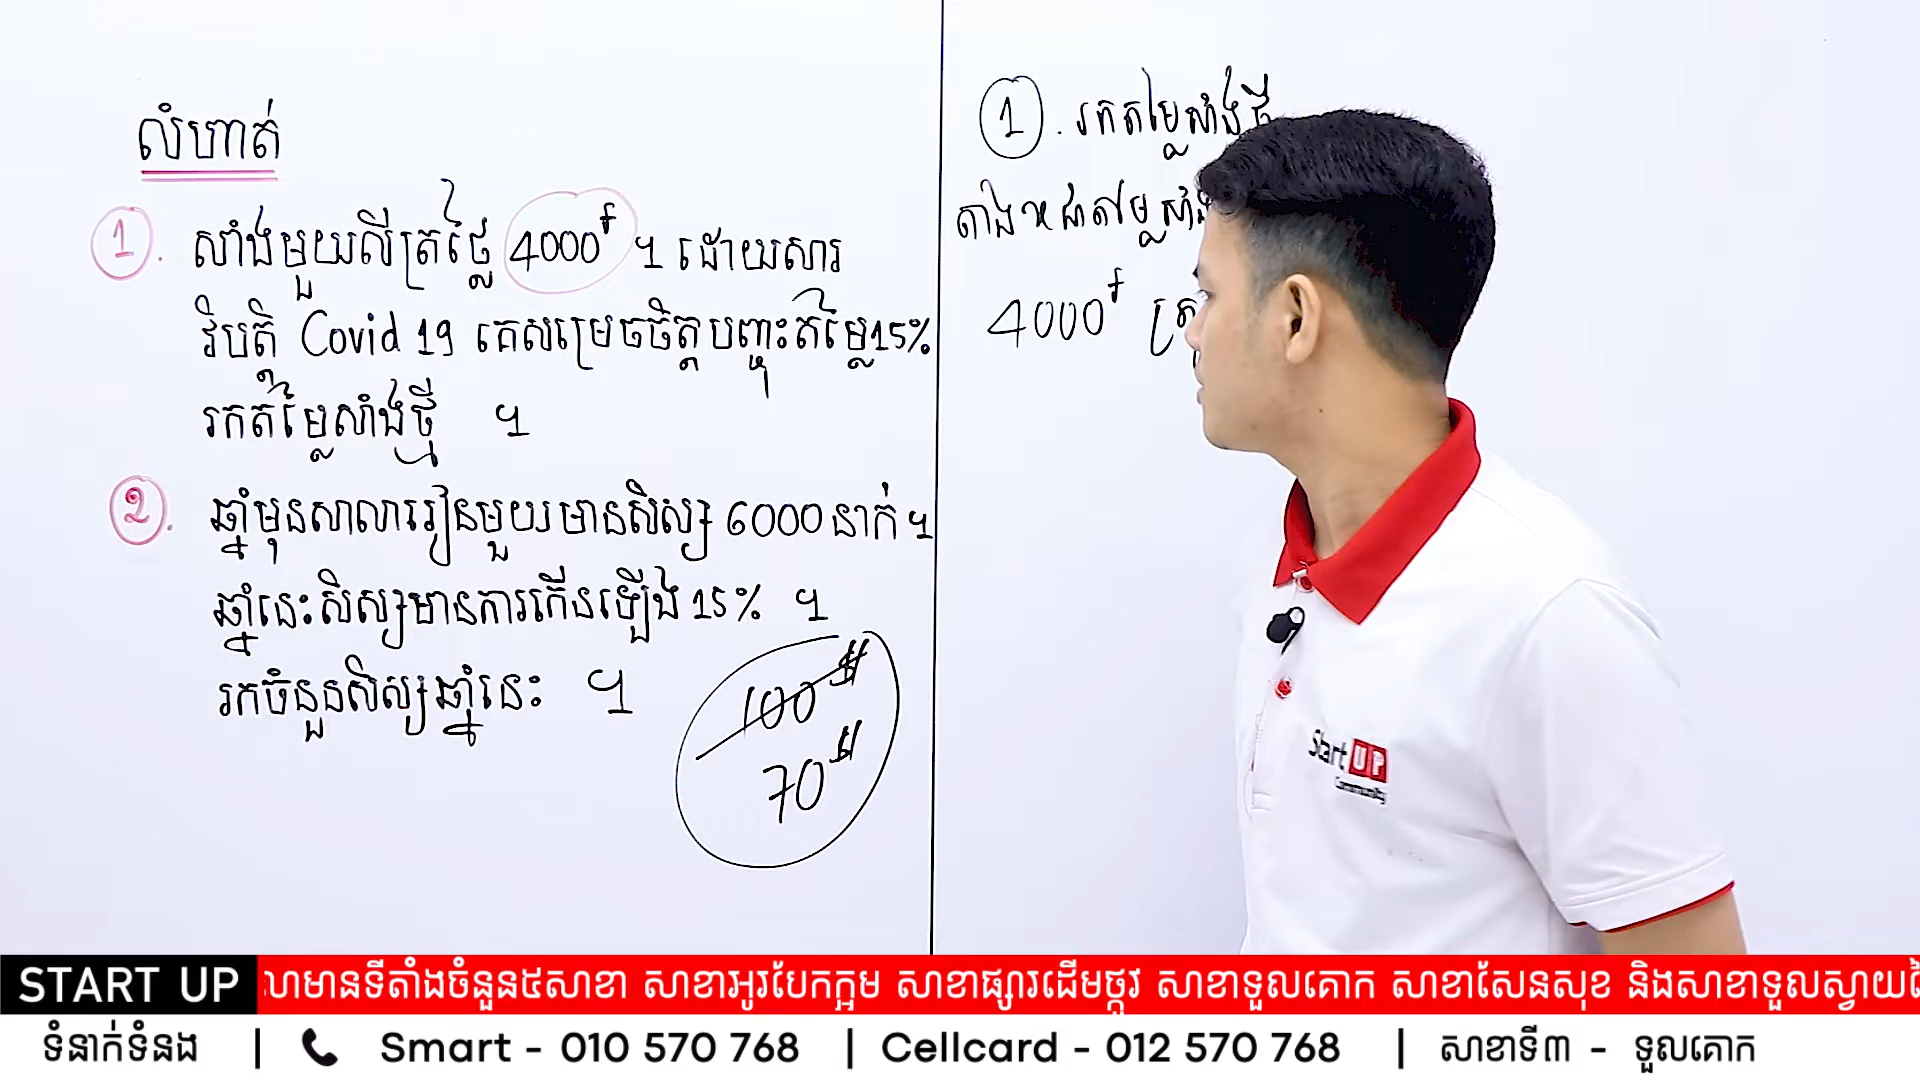 លំហាត់
1. សាំងមួយលីត្រថ្លៃ 4000៛ ។ ដោយសារ
វិបត្តិ Covid 19 គេសម្រេចចិត្តបញ្ចុះតម្លៃ 15%
រកតម្លៃសាំងថ្មី ។
2. ឆ្នាំមុនសាលារៀនមួយមានសិស្ស 6000 នាក់ ។
ឆ្នាំនេះសិស្សមានការកើនឡើង 15% ។
រកចំនួនសិស្សឆ្នាំនេះ ។
100$
70$
1. រកតម្លៃសាំងថ្មី
តាង x ជាតម្លៃសាំង
4000៛
Start UP
Community
START UP
មានទីតាំងចំនួន៥សាខា សាខាអូរបែកក្អម សាខាផ្សារដើមថ្កូវ សាខាទួលគោក សាខាសែនសុខ និងសាខាទួលស្វាយ
ទំនាក់ទំនង | Smart - 010 570 768 | Cellcard - 012 570 768 | សាខាទី៣ - ទួលគោក